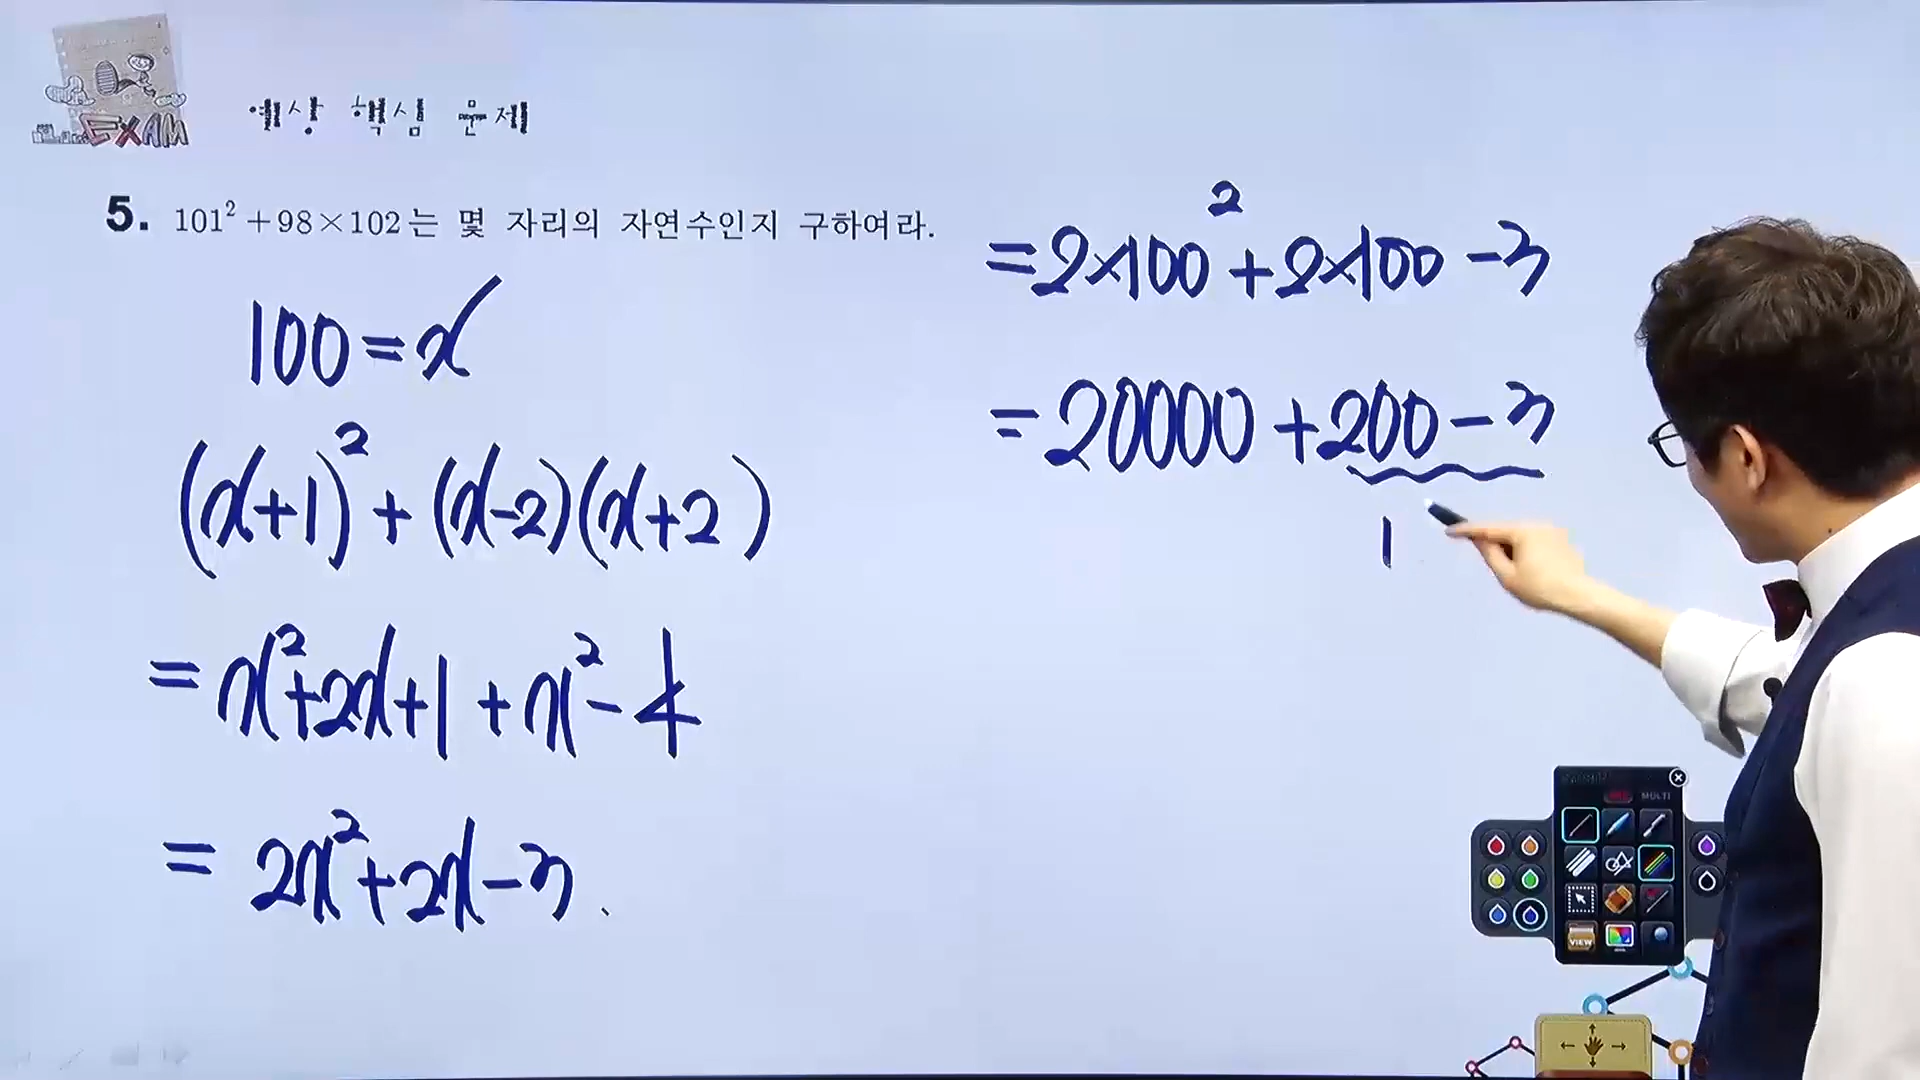 EXAM
예상 핵심 문제
5. 101² + 98×102는 몇 자리의 자연수인지 구하여라.
100 = x
(x+1)² + (x-2)(x+2)
= x²+2x+1 + x²-4
= 2x²+2x-3.
= 2×100² + 2×100 - 3
= 20000 + 200 - 3
1
MULTI
VIEW